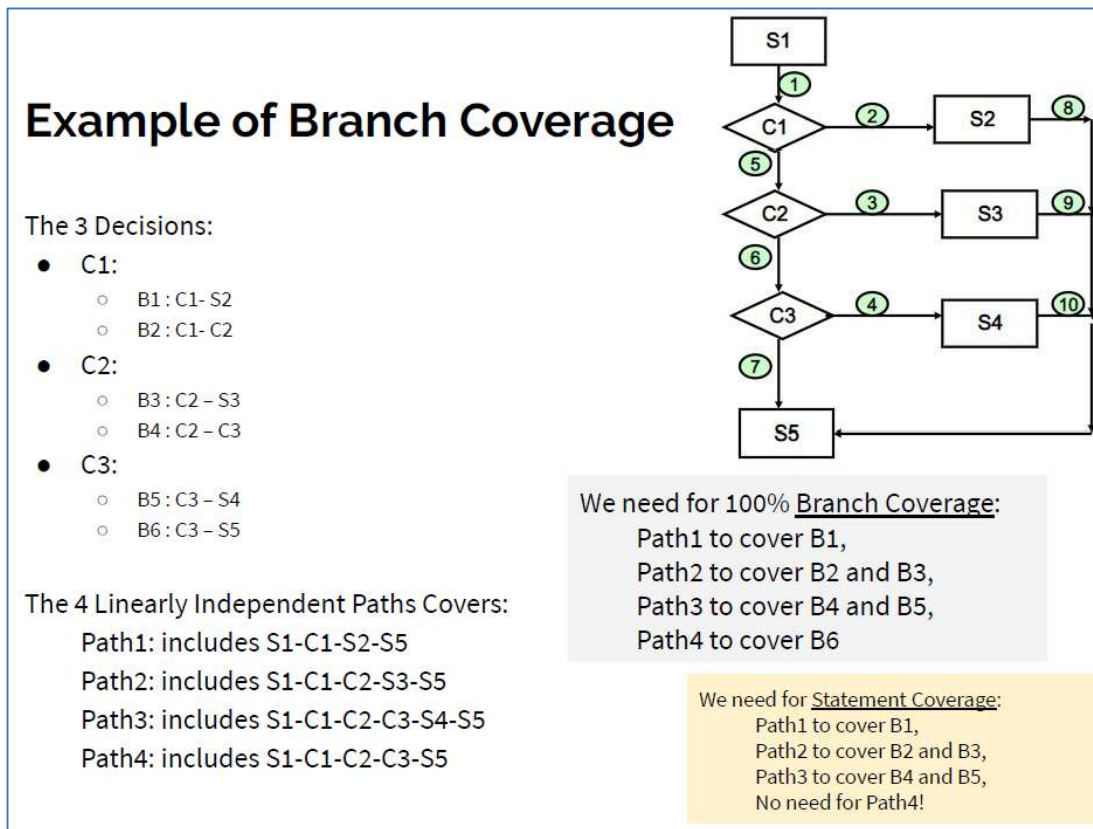 Example of Branch Coverage
The 3 Decisions:
● C1:
○ B1 : C1- S2
○ B2 : C1- C2
● C2:
○ B3 : C2 – S3
○ B4 : C2 – C3
● C3:
○ B5 : C3 – S4
○ B6 : C3 – S5
The 4 Linearly Independent Paths Covers:
Path1: includes S1-C1-S2-S5
Path2: includes S1-C1-C2-S3-S5
Path3: includes S1-C1-C2-C3-S4-S5
Path4: includes S1-C1-C2-C3-S5
S1
1
C1 2 S2 8
5
C2 3 S3 9
6
C3 4 S4 10
7
S5
We need for 100% Branch Coverage:
Path1 to cover B1,
Path2 to cover B2 and B3,
Path3 to cover B4 and B5,
Path4 to cover B6
We need for Statement Coverage:
Path1 to cover B1,
Path2 to cover B2 and B3,
Path3 to cover B4 and B5,
No need for Path4!